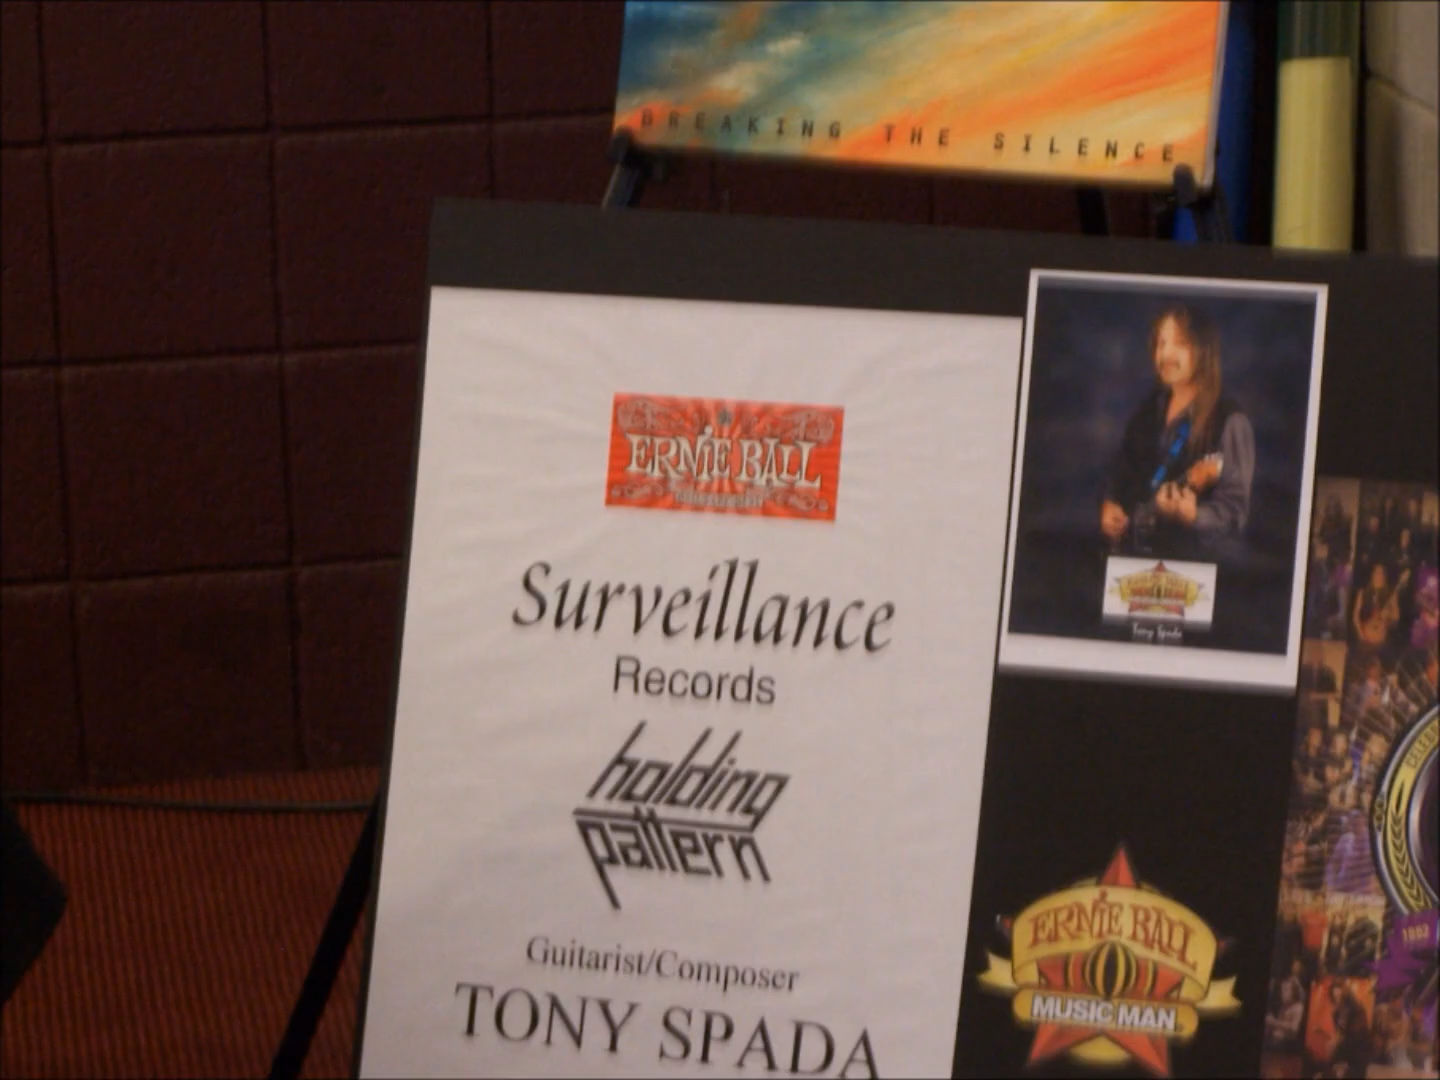 BREAKING THE SILENCE
ERNIE BALL
Surveillance
Records
holding
pattern
Guitarist/Composer
TONY SPADA
Tony Spada
ERNIE BALL
MUSIC MAN